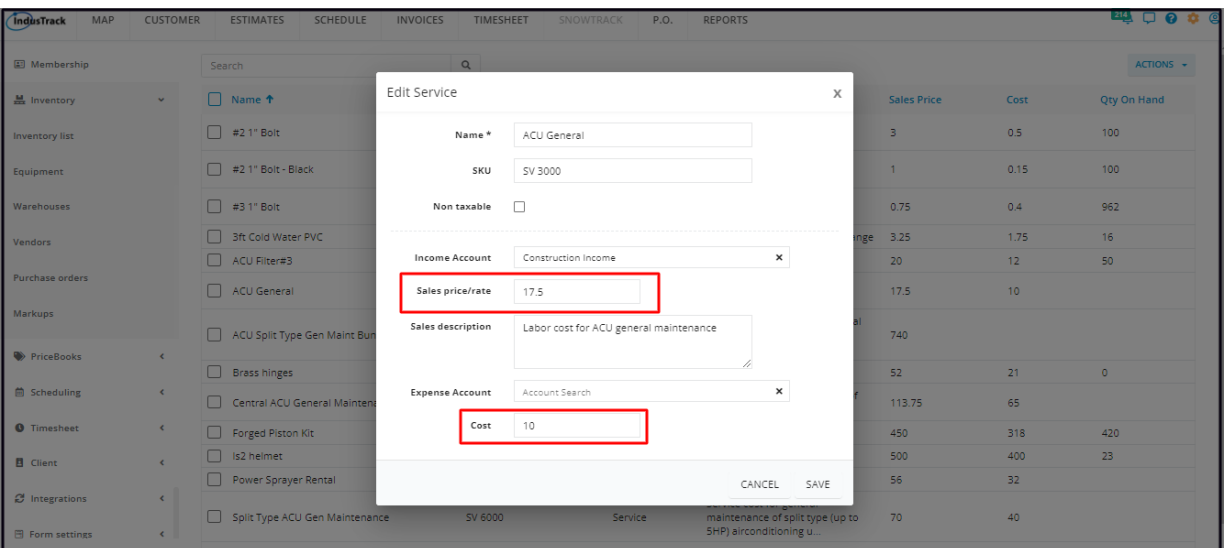 IndusTrack MAP CUSTOMER ESTIMATES SCHEDULE INVOICES TIMESHEET SNOWTRACK P.O. REPORTS 214
Membership Search ACTIONS
Edit Service x
Inventory Name Sales Price Cost Qty On Hand
Inventory list #2 1" Bolt Name * ACU General 3 0.5 100
Equipment #2 1" Bolt - Black SKU SV 3000 1 0.15 100
Warehouses #3 1" Bolt Non taxable 0.75 0.4 962
Vendors 3ft Cold Water PVC 3.25 1.75 16
ACU Filter#3 Income Account Construction Income × 20 12 50
Purchase orders ACU General Sales price/rate 17.5 17.5 10
Markups
ACU Split Type Gen Maint Bun Sales description Labor cost for ACU general maintenance 740
PriceBooks
Brass hinges 52 21 0
Scheduling Central ACU General Maintena Expense Account Account Search × 113.75 65
Timesheet Forged Piston Kit Cost 10 450 318 420
Client Is2 helmet 500 400 23
Power Sprayer Rental 56 32
CANCEL SAVE
Integrations
Split Type ACU Gen Maintenance SV 6000 Service maintenance of split type (up to 70 40
Form settings 5HP) airconditioning u...